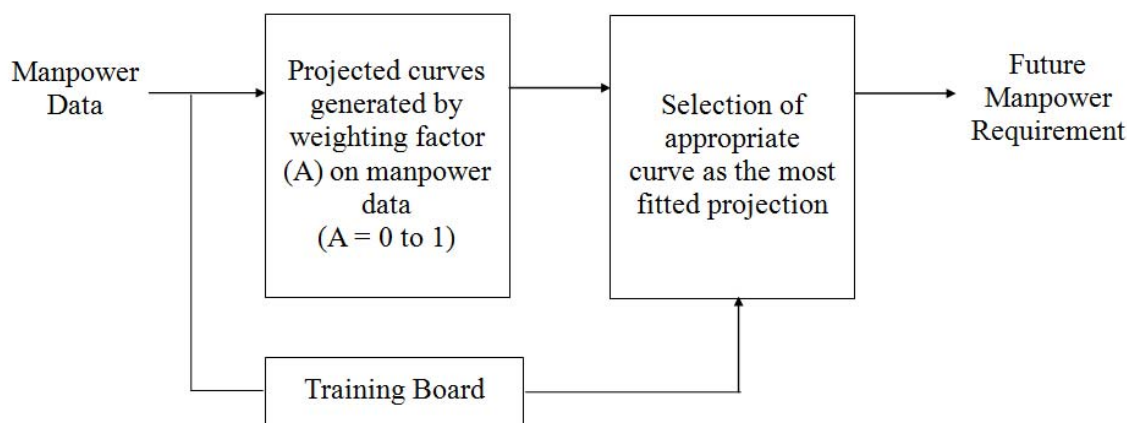 Manpower
Data
Projected curves
generated by
weighting factor
(A) on manpower
data
(A = 0 to 1)
Selection of
appropriate
curve as the most
fitted projection
Future
Manpower
Requirement
Training Board